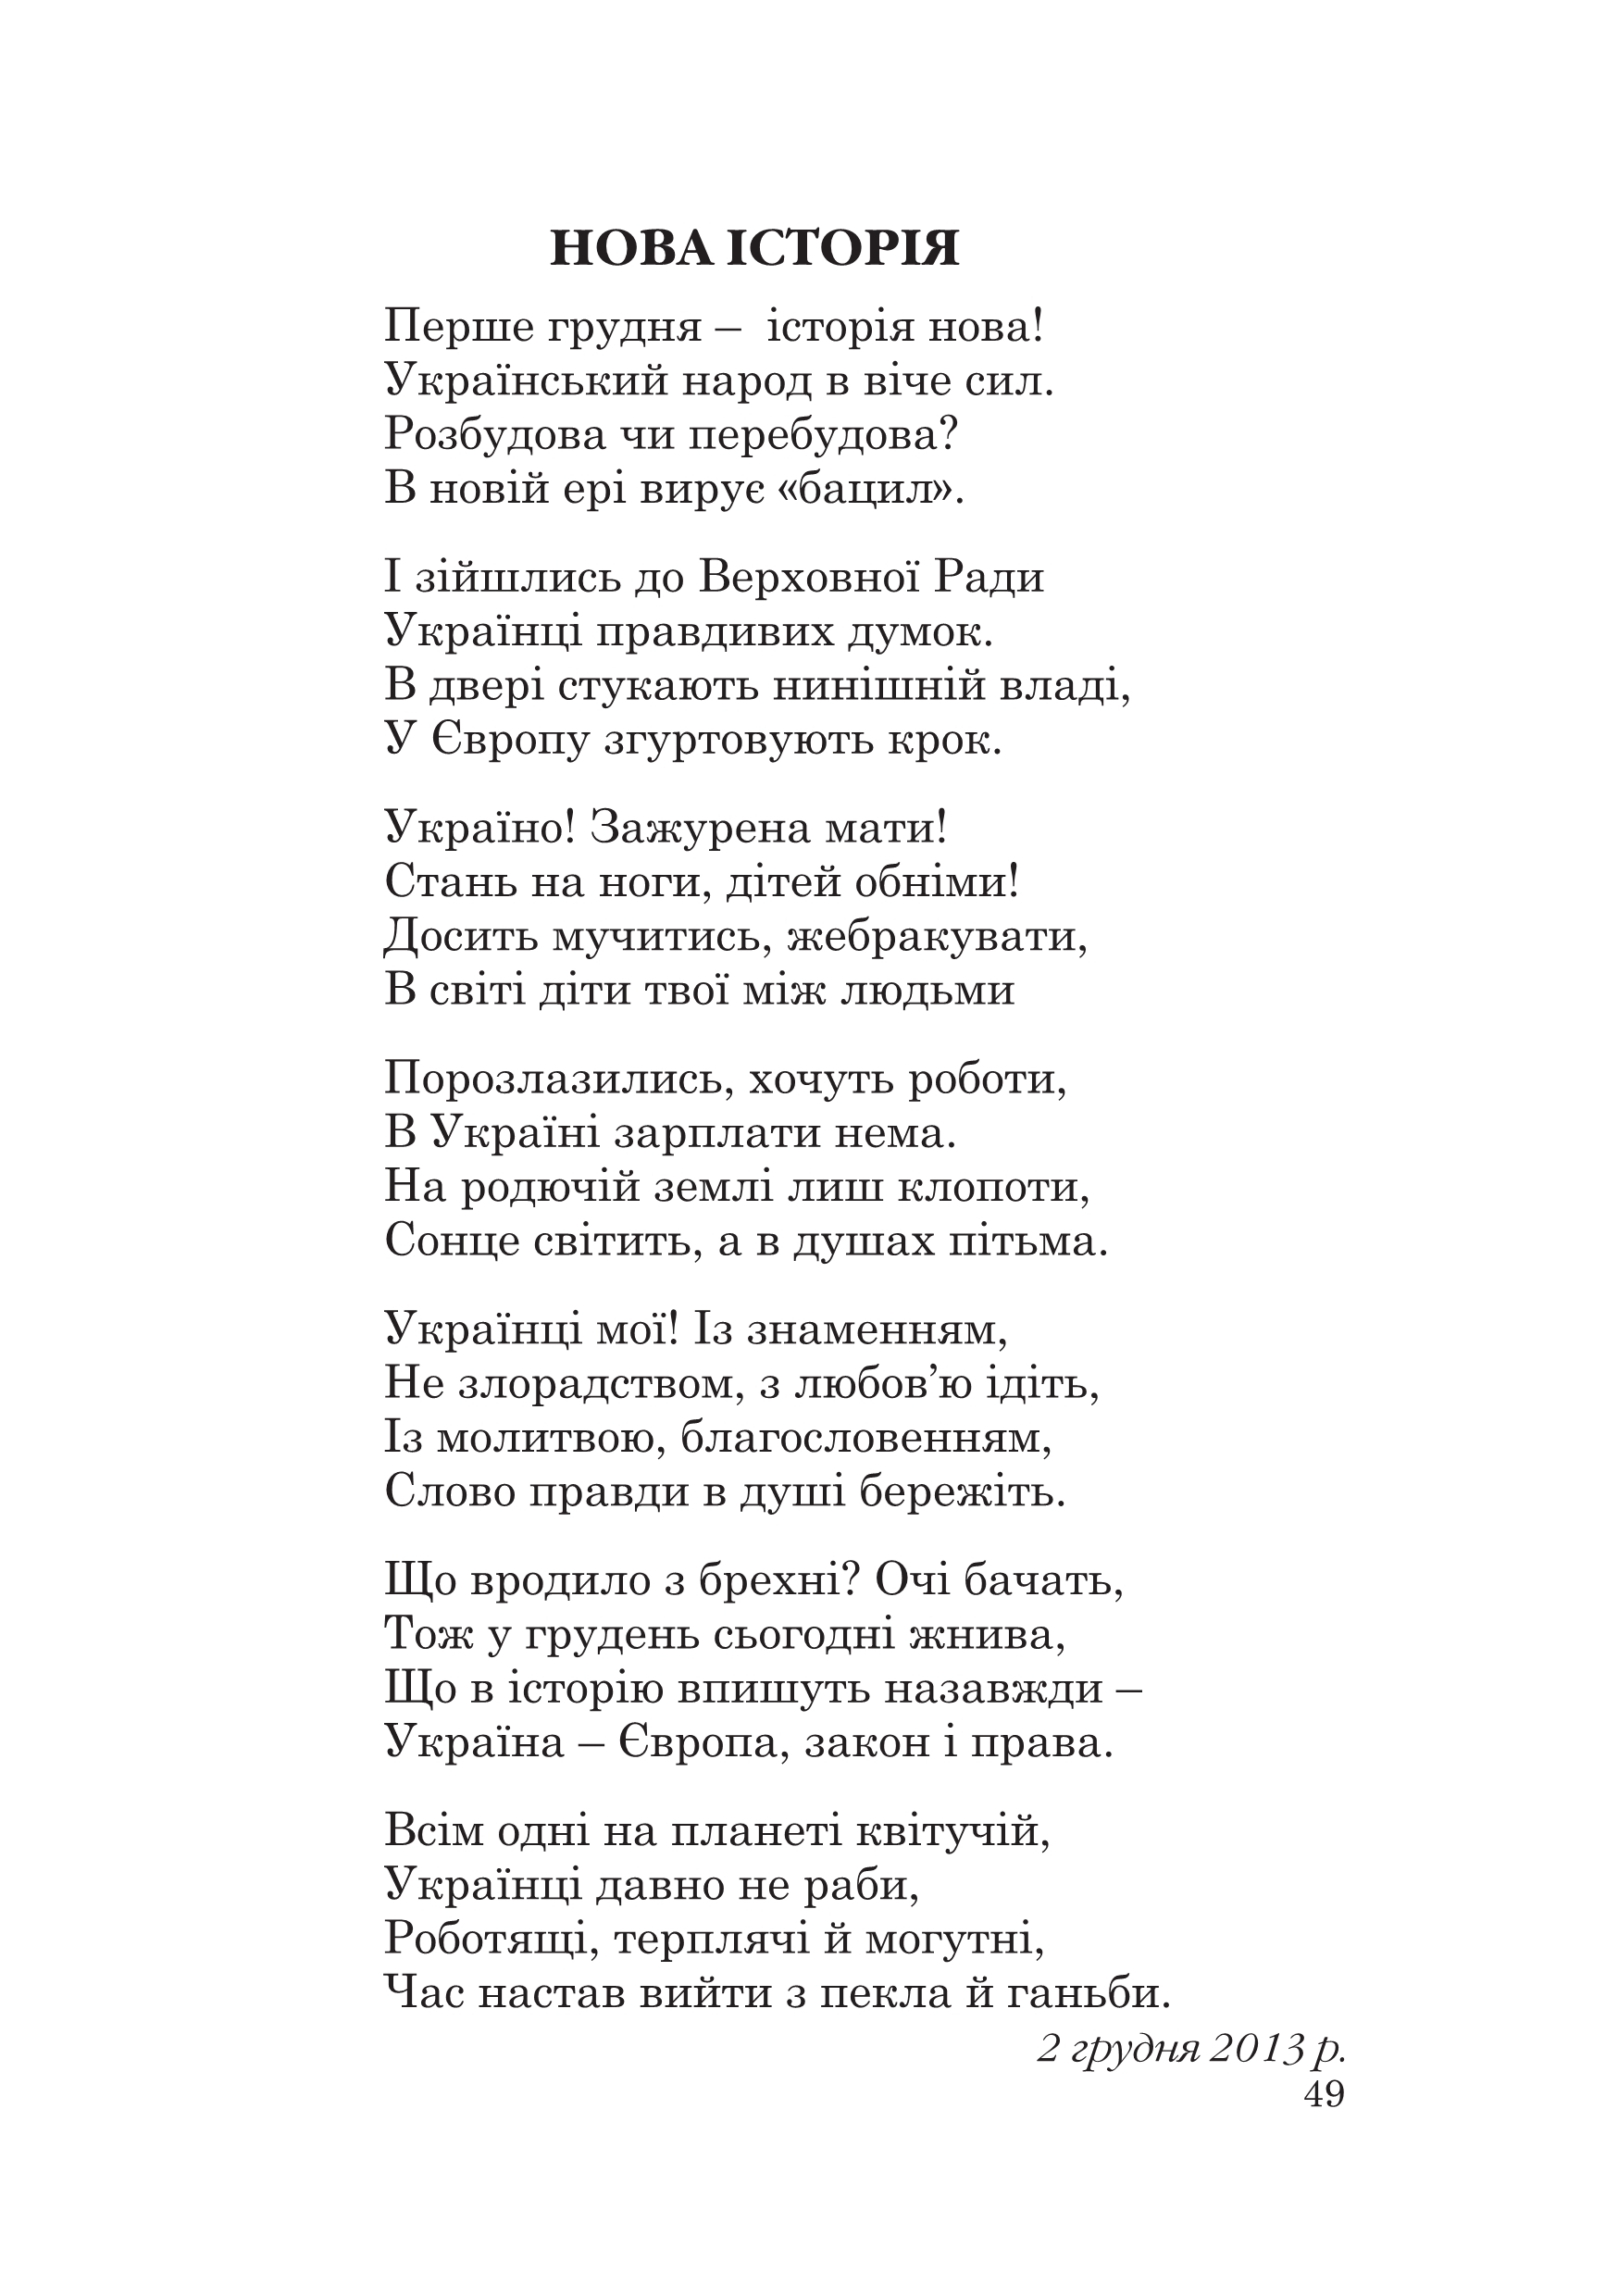 НОВА ІСТОРІЯ
Перше грудня – історія нова!
Український народ в віче сил.
Розбудова чи перебудова?
В новій ері вирує «бацил».
І зійшлись до Верховної Ради
Українці правдивих думок.
В двері стукають нинішній владі,
У Європу згуртовують крок.
Україно! Зажурена мати!
Стань на ноги, дітей обніми!
Досить мучитись, жебракувати,
В світі діти твої між людьми
Порозлазились, хочуть роботи,
В Україні зарплати нема.
На родючій землі лиш клопоти,
Сонце світить, а в душах пітьма.
Українці мої! Із знаменням,
Не злорадством, з любов’ю ідіть,
Із молитвою, благословенням,
Слово правди в душі бережіть.
Що вродило з брехні? Очі бачать,
Тож у грудень сьогодні жнива,
Що в історію впишуть назавжди –
Україна – Європа, закон і права.
Всім одні на планеті квітучій,
Українці давно не раби,
Роботящі, терплячі й могутні,
Час настав вийти з пекла й ганьби.
2 грудня 2013 р.
49